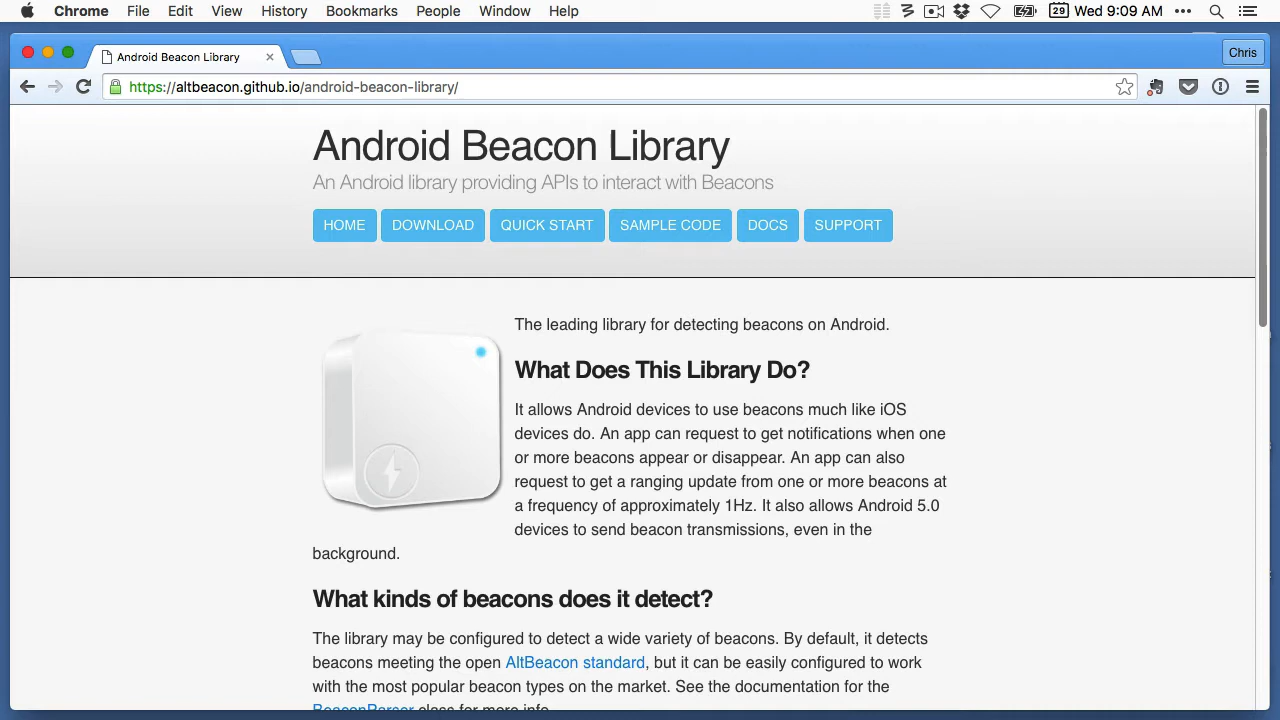 Chrome File Edit View History Bookmarks People Window Help 29 Wed 9:09 AM
Android Beacon Library Chris
https://altbeacon.github.io/android-beacon-library/
Android Beacon Library
An Android library providing APIs to interact with Beacons
HOME DOWNLOAD QUICK START SAMPLE CODE DOCS SUPPORT
The leading library for detecting beacons on Android.
What Does This Library Do?
It allows Android devices to use beacons much like iOS
devices do. An app can request to get notifications when one
or more beacons appear or disappear. An app can also
request to get a ranging update from one or more beacons at
a frequency of approximately 1Hz. It also allows Android 5.0
devices to send beacon transmissions, even in the
background.
What kinds of beacons does it detect?
The library may be configured to detect a wide variety of beacons. By default, it detects
beacons meeting the open AltBeacon standard, but it can be easily configured to work
with the most popular beacon types on the market. See the documentation for the
BeaconParser class for more info.